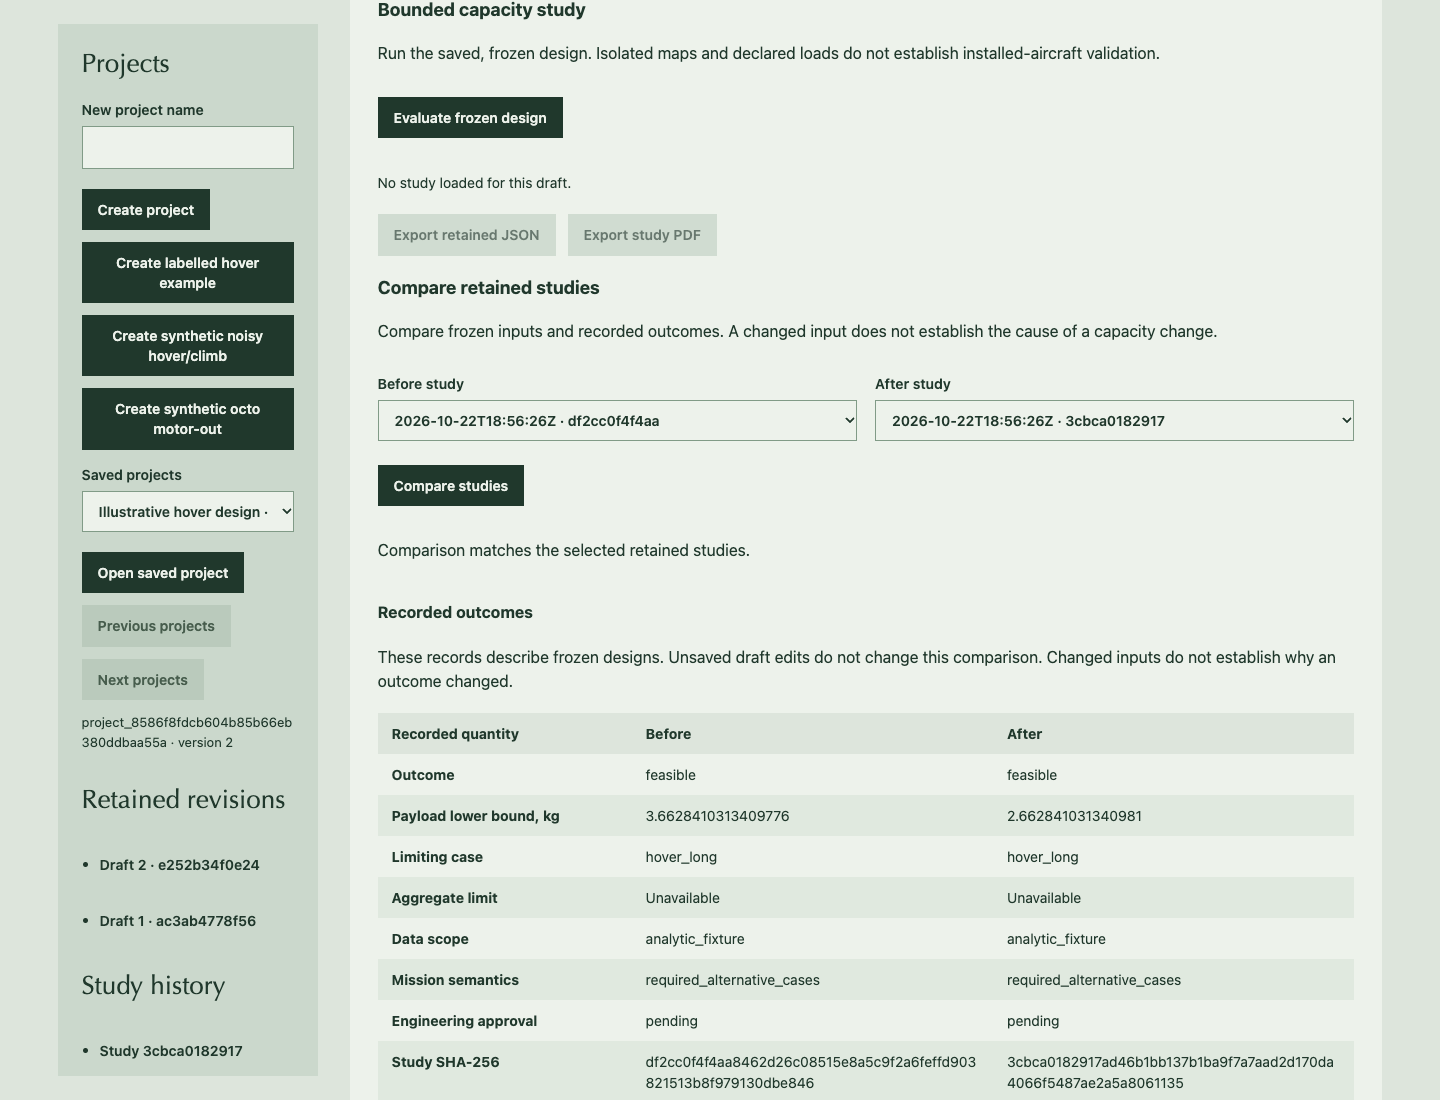 Projects
New project name
Create project
Create labelled hover
example
Create synthetic noisy
hover/climb
Create synthetic octo
motor-out
Saved projects
Illustrative hover design ·
Open saved project
Previous projects
Next projects
project_8586f8fdcb604b85b66eb
380ddbaa55a · version 2
Retained revisions
• Draft 2 · e252b34f0e24
• Draft 1 · ac3ab4778f56
Study history
• Study 3cbca0182917
Bounded capacity study
Run the saved, frozen design. Isolated maps and declared loads do not establish installed-aircraft validation.
Evaluate frozen design
No study loaded for this draft.
Export retained JSON Export study PDF
Compare retained studies
Compare frozen inputs and recorded outcomes. A changed input does not establish the cause of a capacity change.
Before study After study
2026-10-22T18:56:26Z · df2cc0f4f4aa 2026-10-22T18:56:26Z · 3cbca0182917
Compare studies
Comparison matches the selected retained studies.
Recorded outcomes
These records describe frozen designs. Unsaved draft edits do not change this comparison. Changed inputs do not establish why an
outcome changed.
Recorded quantity Before After
Outcome feasible feasible
Payload lower bound, kg 3.6628410313409776 2.662841031340981
Limiting case hover_long hover_long
Aggregate limit Unavailable Unavailable
Data scope analytic_fixture analytic_fixture
Mission semantics required_alternative_cases required_alternative_cases
Engineering approval pending pending
Study SHA-256 df2cc0f4f4aa8462d26c08515e8a5c9f2a6feffd903 3cbca0182917ad46b1bb137b1ba9f7a7aad2d170da
821513b8f979130dbe846 4066f5487ae2a5a8061135